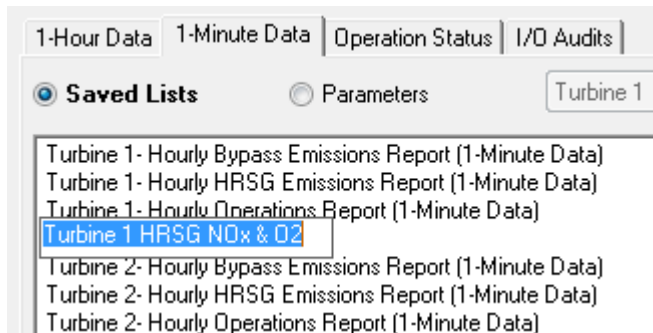 1-Hour Data 1-Minute Data Operation Status I/O Audits
Saved Lists Parameters Turbine 1
Turbine 1- Hourly Bypass Emissions Report (1-Minute Data)
Turbine 1- Hourly HRSG Emissions Report (1-Minute Data)
Turbine 1- Hourly Operations Report (1-Minute Data)
Turbine 1 HRSG NOx & O2
Turbine 2- Hourly Bypass Emissions Report (1-Minute Data)
Turbine 2- Hourly HRSG Emissions Report (1-Minute Data)
Turbine 2- Hourly Operations Report (1-Minute Data)